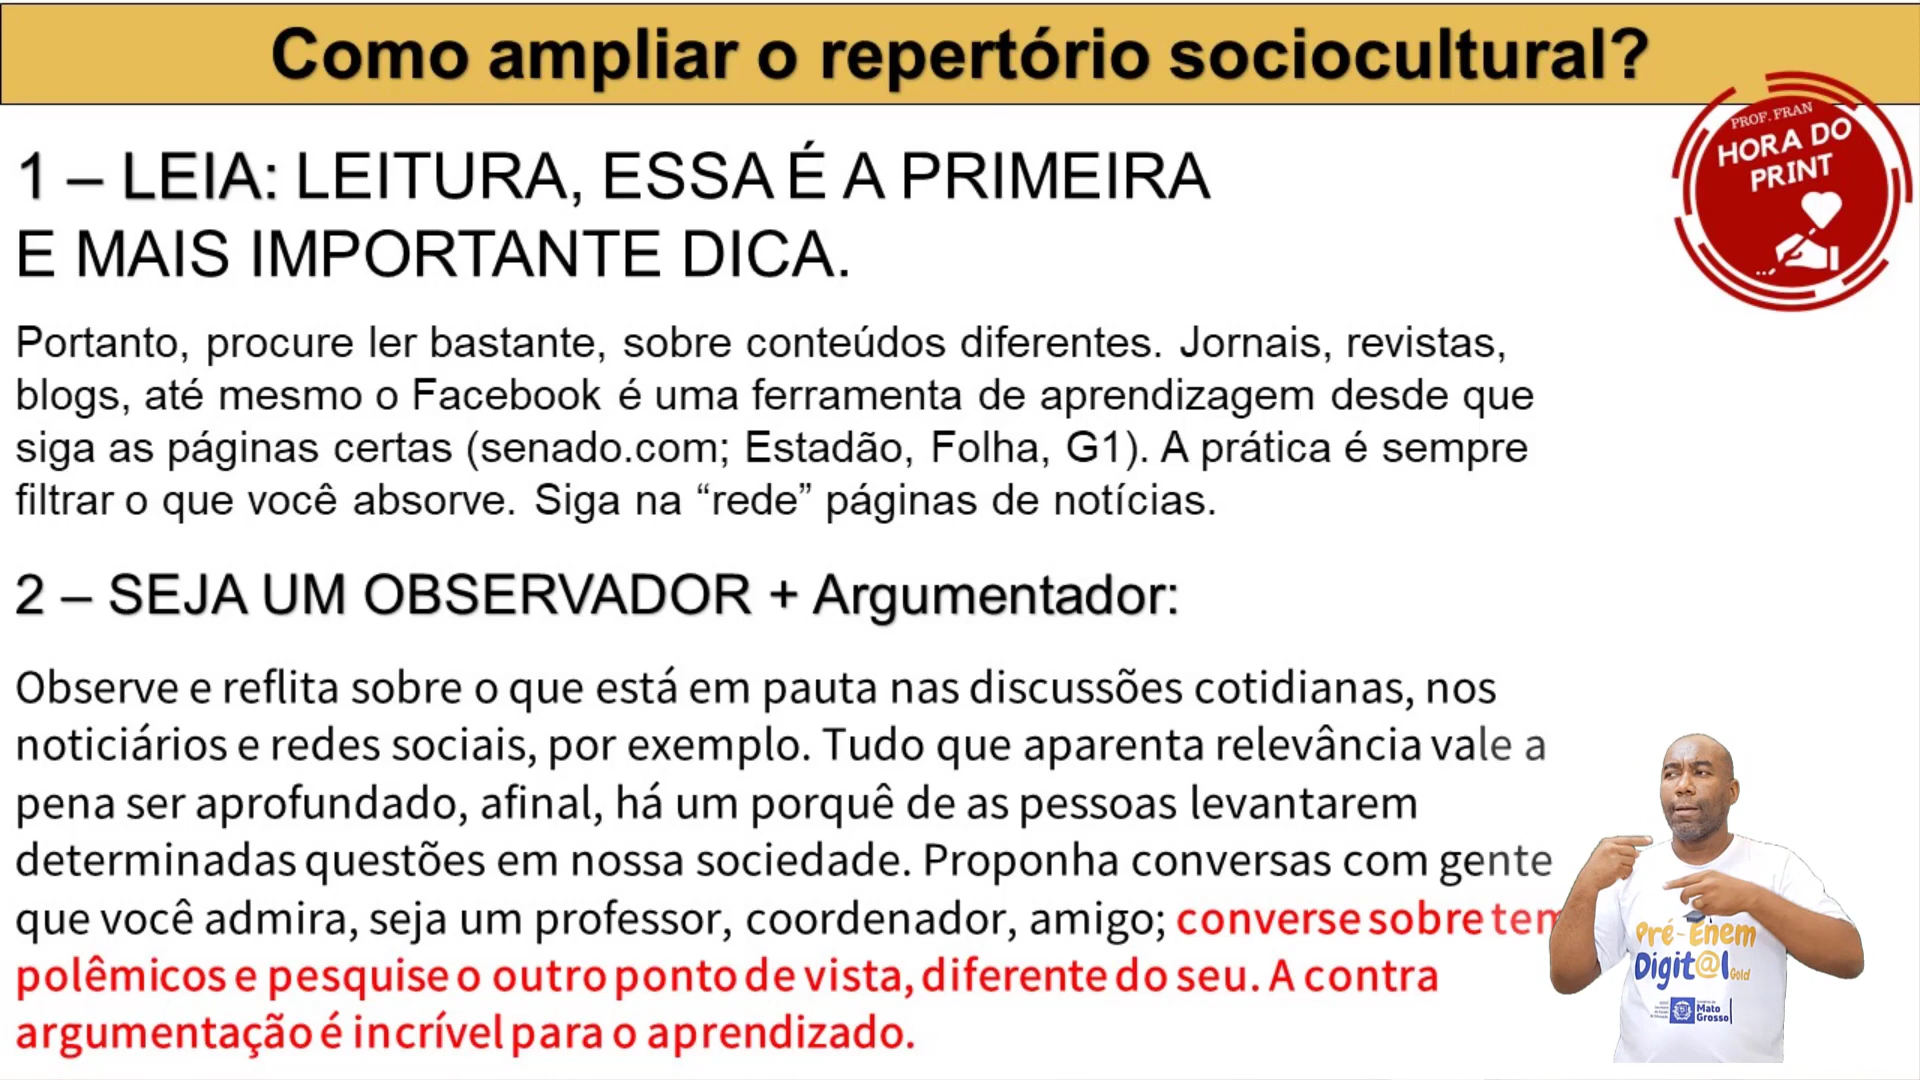 Como ampliar o repertório sociocultural?
PROF. FRAN
HORA DO
PRINT
1 – LEIA: LEITURA, ESSA É A PRIMEIRA
E MAIS IMPORTANTE DICA.
Portanto, procure ler bastante, sobre conteúdos diferentes. Jornais, revistas,
blogs, até mesmo o Facebook é uma ferramenta de aprendizagem desde que
siga as páginas certas (senado.com; Estadão, Folha, G1). A prática é sempre
filtrar o que você absorve. Siga na “rede” páginas de notícias.
2 – SEJA UM OBSERVADOR + Argumentador:
Observe e reflita sobre o que está em pauta nas discussões cotidianas, nos
noticiários e redes sociais, por exemplo. Tudo que aparenta relevância vale a
pena ser aprofundado, afinal, há um porquê de as pessoas levantarem
determinadas questões em nossa sociedade. Proponha conversas com gente
que você admira, seja um professor, coordenador, amigo; converse sobre tem
polêmicos e pesquise o outro ponto de vista, diferente do seu. A contra
argumentação é incrível para o aprendizado.
Pré-Enem
Digit@l Gold
Mato
Grosso